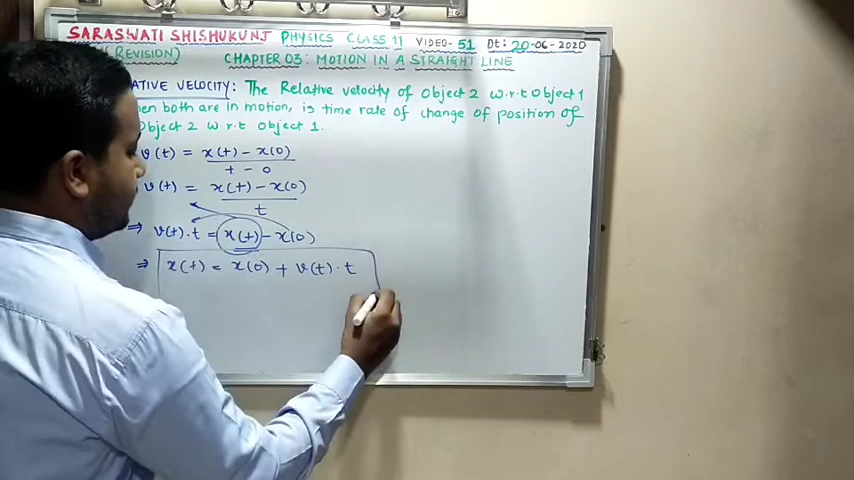 SARASWATI SHISHUKUNJ PHYSICS CLASS 11 VIDEO- 51 Dt: 20-06-2020
(REVISION) CHAPTER 03: MOTION IN A STRAIGHT LINE
ATIVE VELOCITY: The Relative velocity of Object 2 w.r.t Object 1
hen both are in motion, is time rate of change of position of
Object 2 w.r.t Object 1.
v(t) = x(t) - x(0)
t - 0
v(t) = x(t) - x(0)
t
⇒ v(t).t = x(t) - x(0)
⇒ x(t) = x(0) + v(t).t